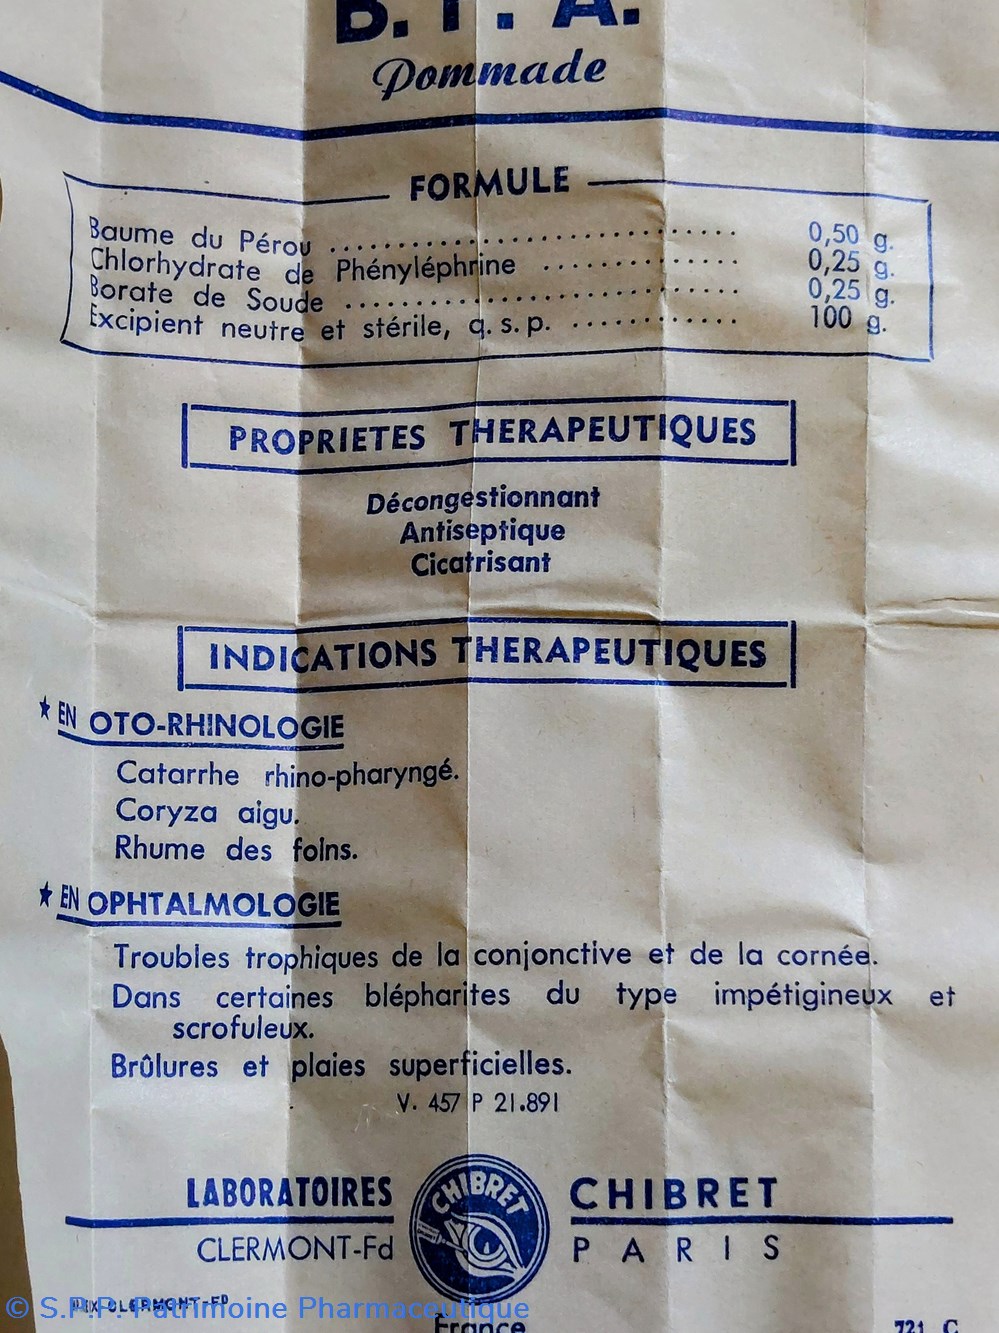 Pommade
FORMULE
Baume du Pérou ........................................ 0,50 g.
Chlorhydrate de Phényléphrine .................... 0,25 g.
Borate de Soude ....................................... 0,25 g.
Excipient neutre et stérile, q. s. p. ............. 100 g.
PROPRIETES THERAPEUTIQUES
Décongestionnant
Antiseptique
Cicatrisant
INDICATIONS THERAPEUTIQUES
★ EN OTO-RHINOLOGIE
Catarrhe rhino-pharyngé.
Coryza aigu.
Rhume des foins.
★ EN OPHTALMOLOGIE
Troubles trophiques de la conjonctive et de la cornée.
Dans certaines blépharites du type impétigineux et
scrofuleux.
Brûlures et plaies superficielles.
V. 457 P 21.891
LABORATOIRES CHIBRET CHIBRET
CLERMONT-Fd PARIS
CLERMONT-FD
© S.P.P. Patrimoine Pharmaceutique
France
721 C